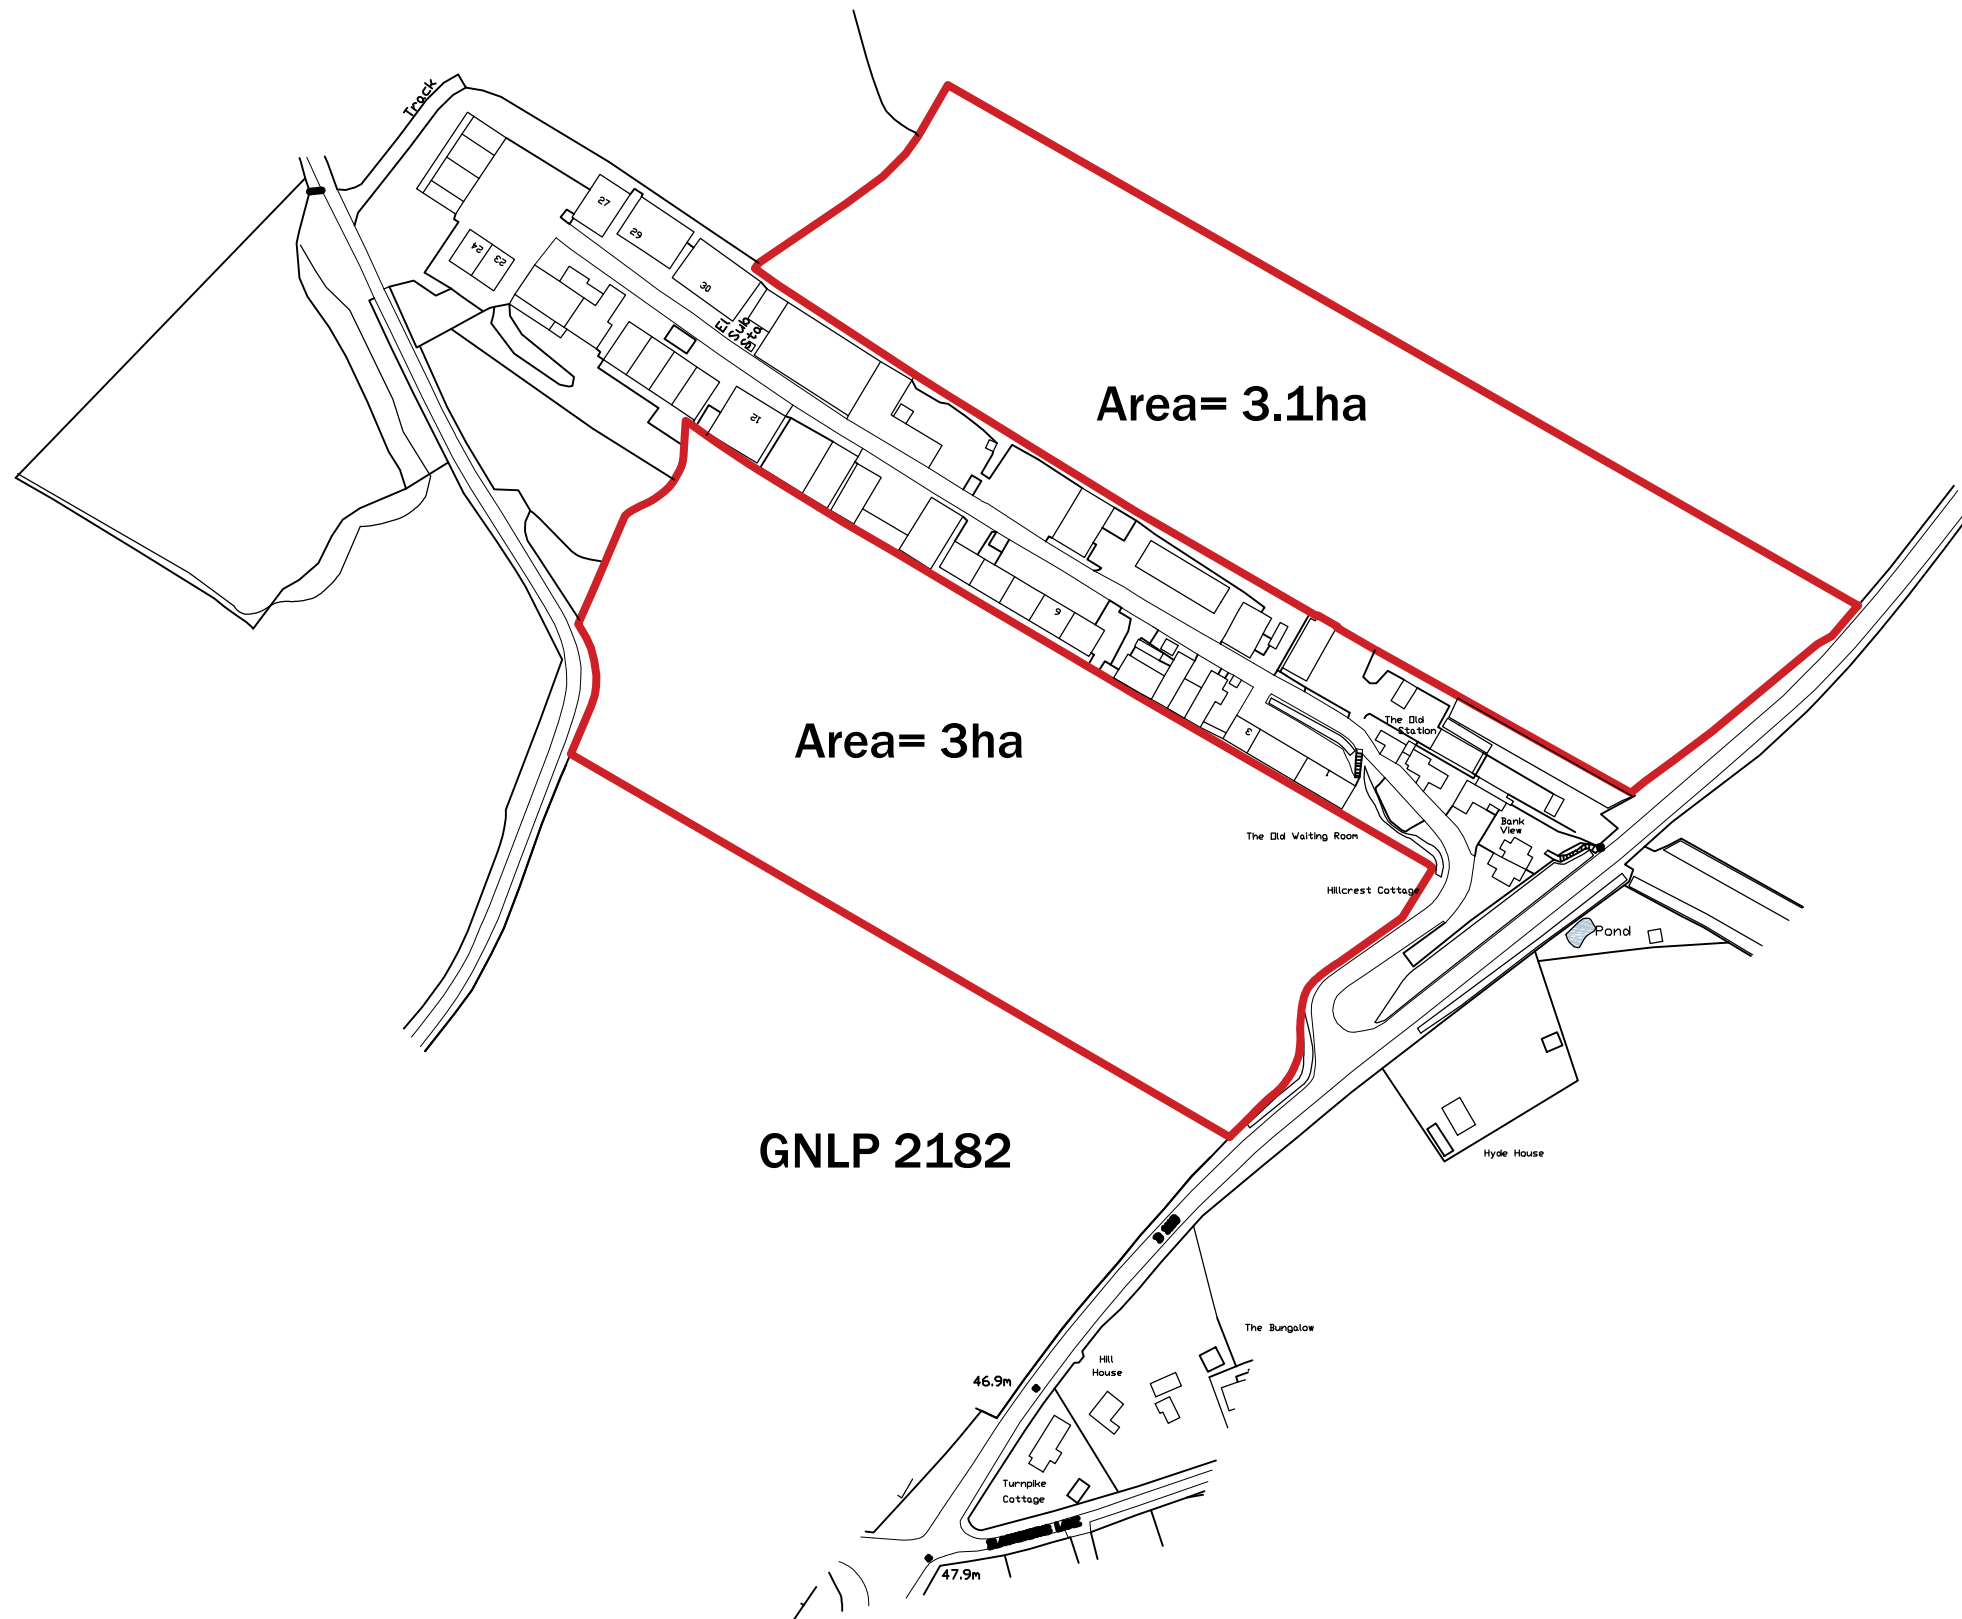 Track
27
29
24
23
30
El
Sub
Sta
Area= 3.1ha
12
6
The Old
Station
3
Area= 3ha
Bank
View
The Old Waiting Room
Hillcrest Cottage
Pond
GNLP 2182
Hyde House
The Bungalow
Hill
House
46.9m
Turnpike
Cottage
47.9m